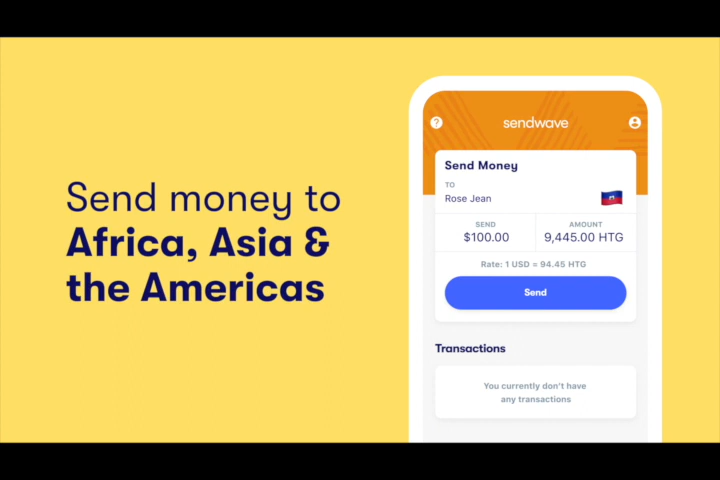 Send money to
Africa, Asia &
the Americas
sendwave
Send Money
TO
Rose Jean
SEND
$100.00
AMOUNT
9,445.00 HTG
Rate: 1 USD = 94.45 HTG
Send
Transactions
You currently don't have
any transactions